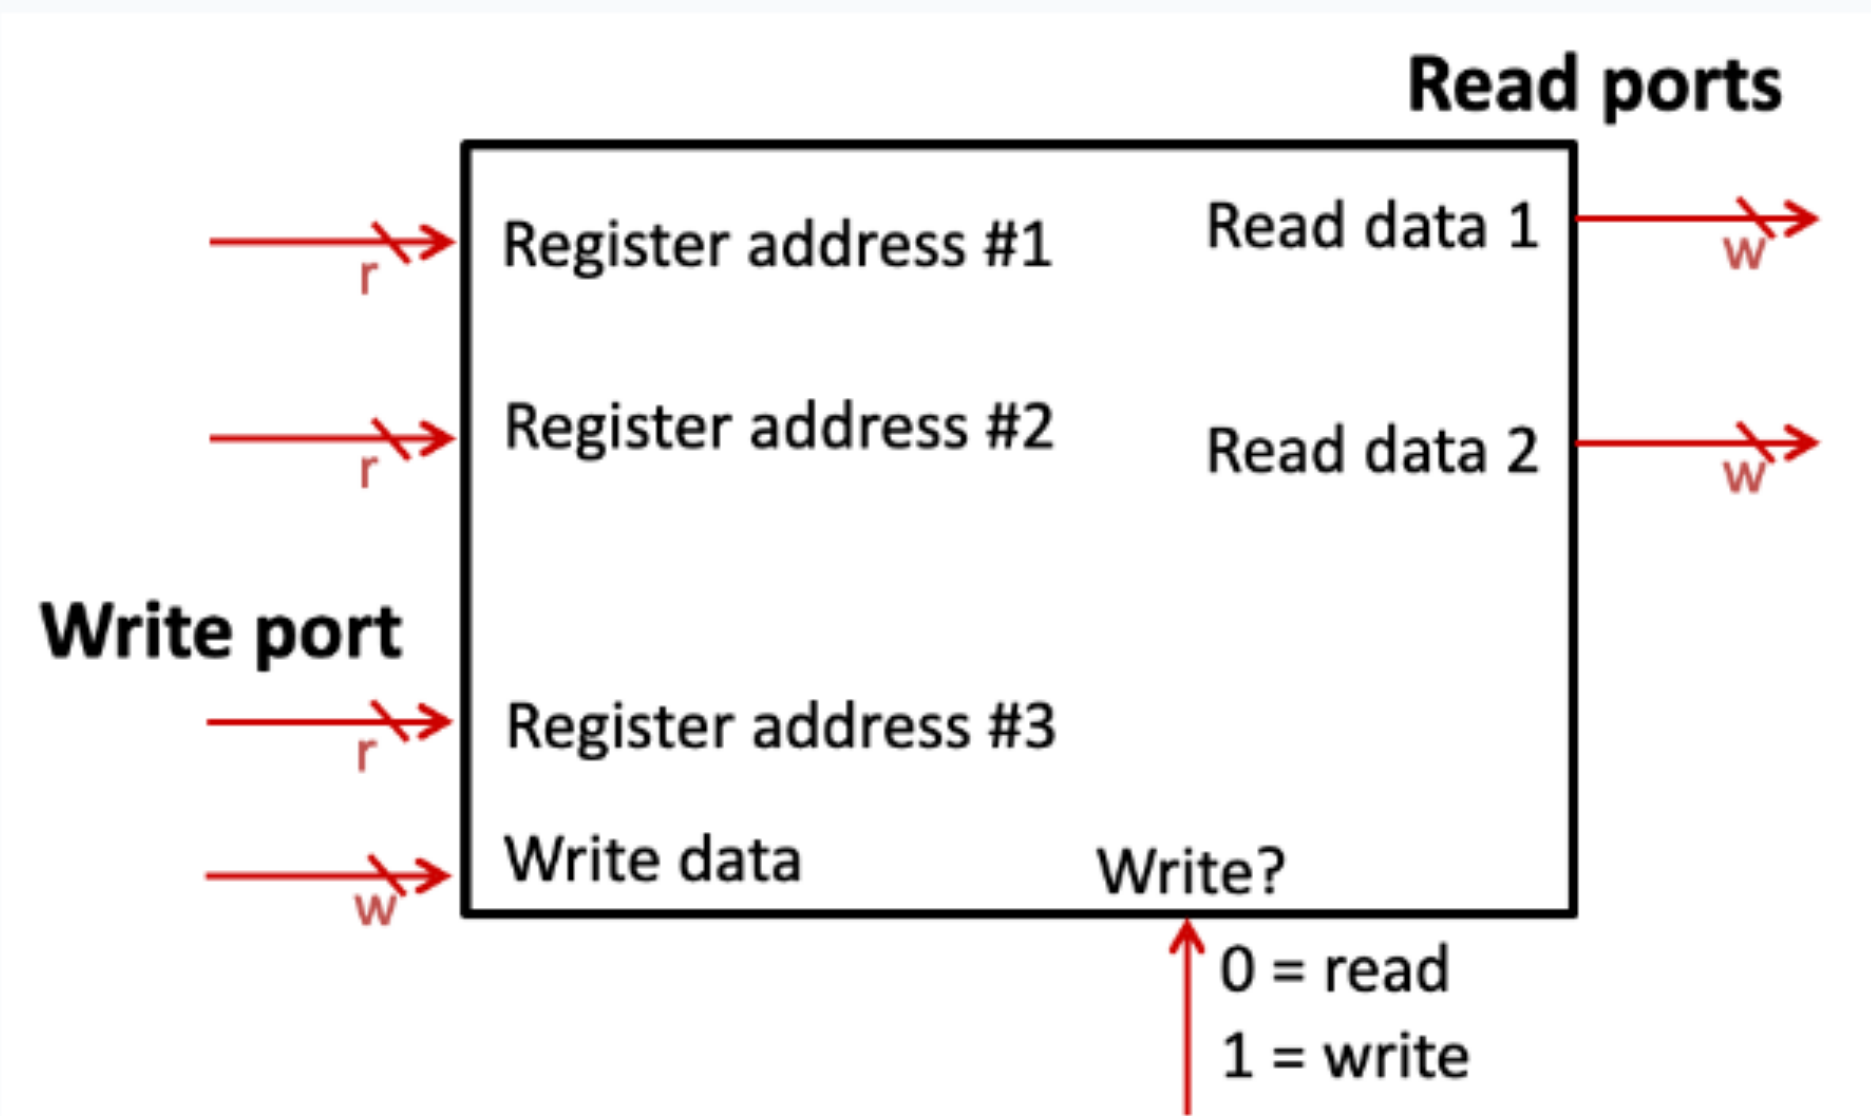 Read ports
Register address #1
Read data 1
r
w
Register address #2
Read data 2
r
w
Write port
Register address #3
r
Write data
Write?
w
0 = read
1 = write